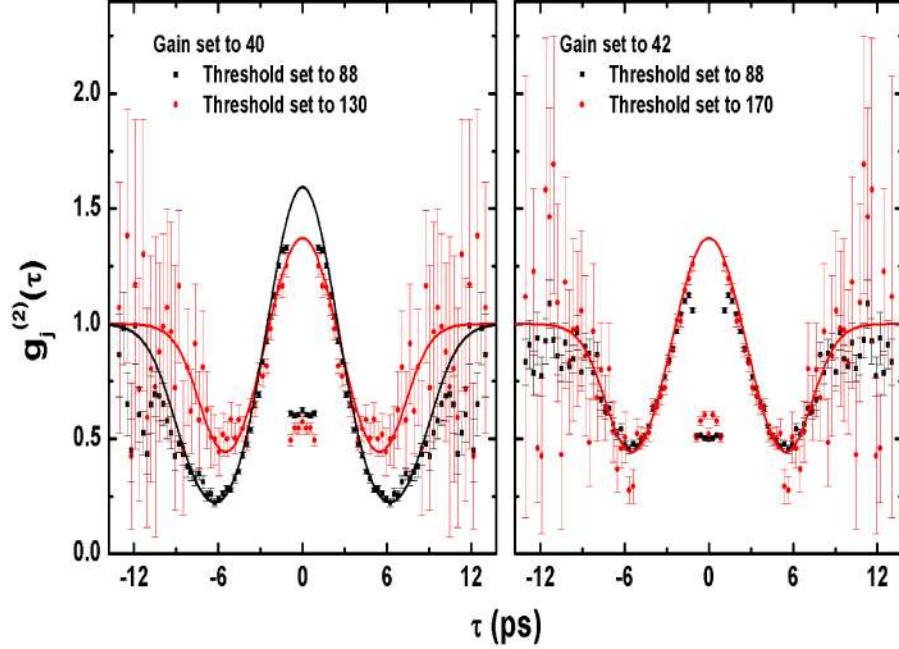 Gain set to 40
Threshold set to 88
Threshold set to 130
Gain set to 42
Threshold set to 88
Threshold set to 170
2.0
1.5
1.0
0.5
0.0
g_j^(2)(τ)
-12 -6 0 6 12
-12 -6 0 6 12
τ (ps)